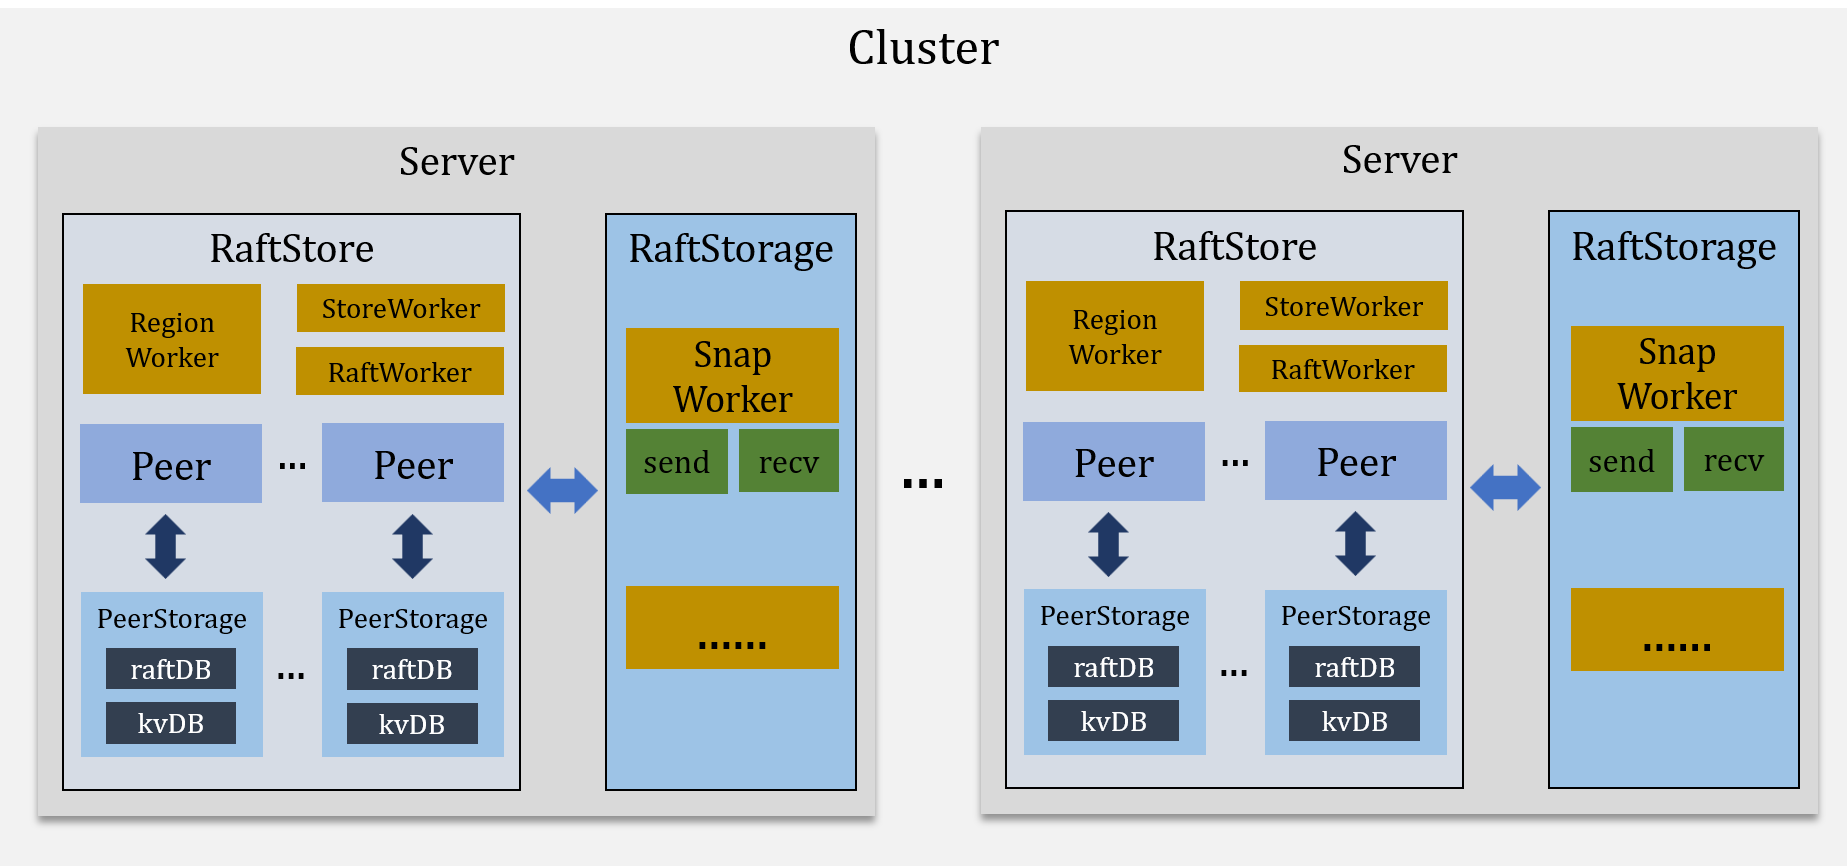 Cluster
Server
RaftStore
Region
Worker
StoreWorker
RaftWorker
Peer
...
Peer
PeerStorage
raftDB
kvDB
...
PeerStorage
raftDB
kvDB
RaftStorage
Snap
Worker
send
recv
......
...
Server
RaftStore
Region
Worker
StoreWorker
RaftWorker
Peer
...
Peer
PeerStorage
raftDB
kvDB
...
PeerStorage
raftDB
kvDB
RaftStorage
Snap
Worker
send
recv
......